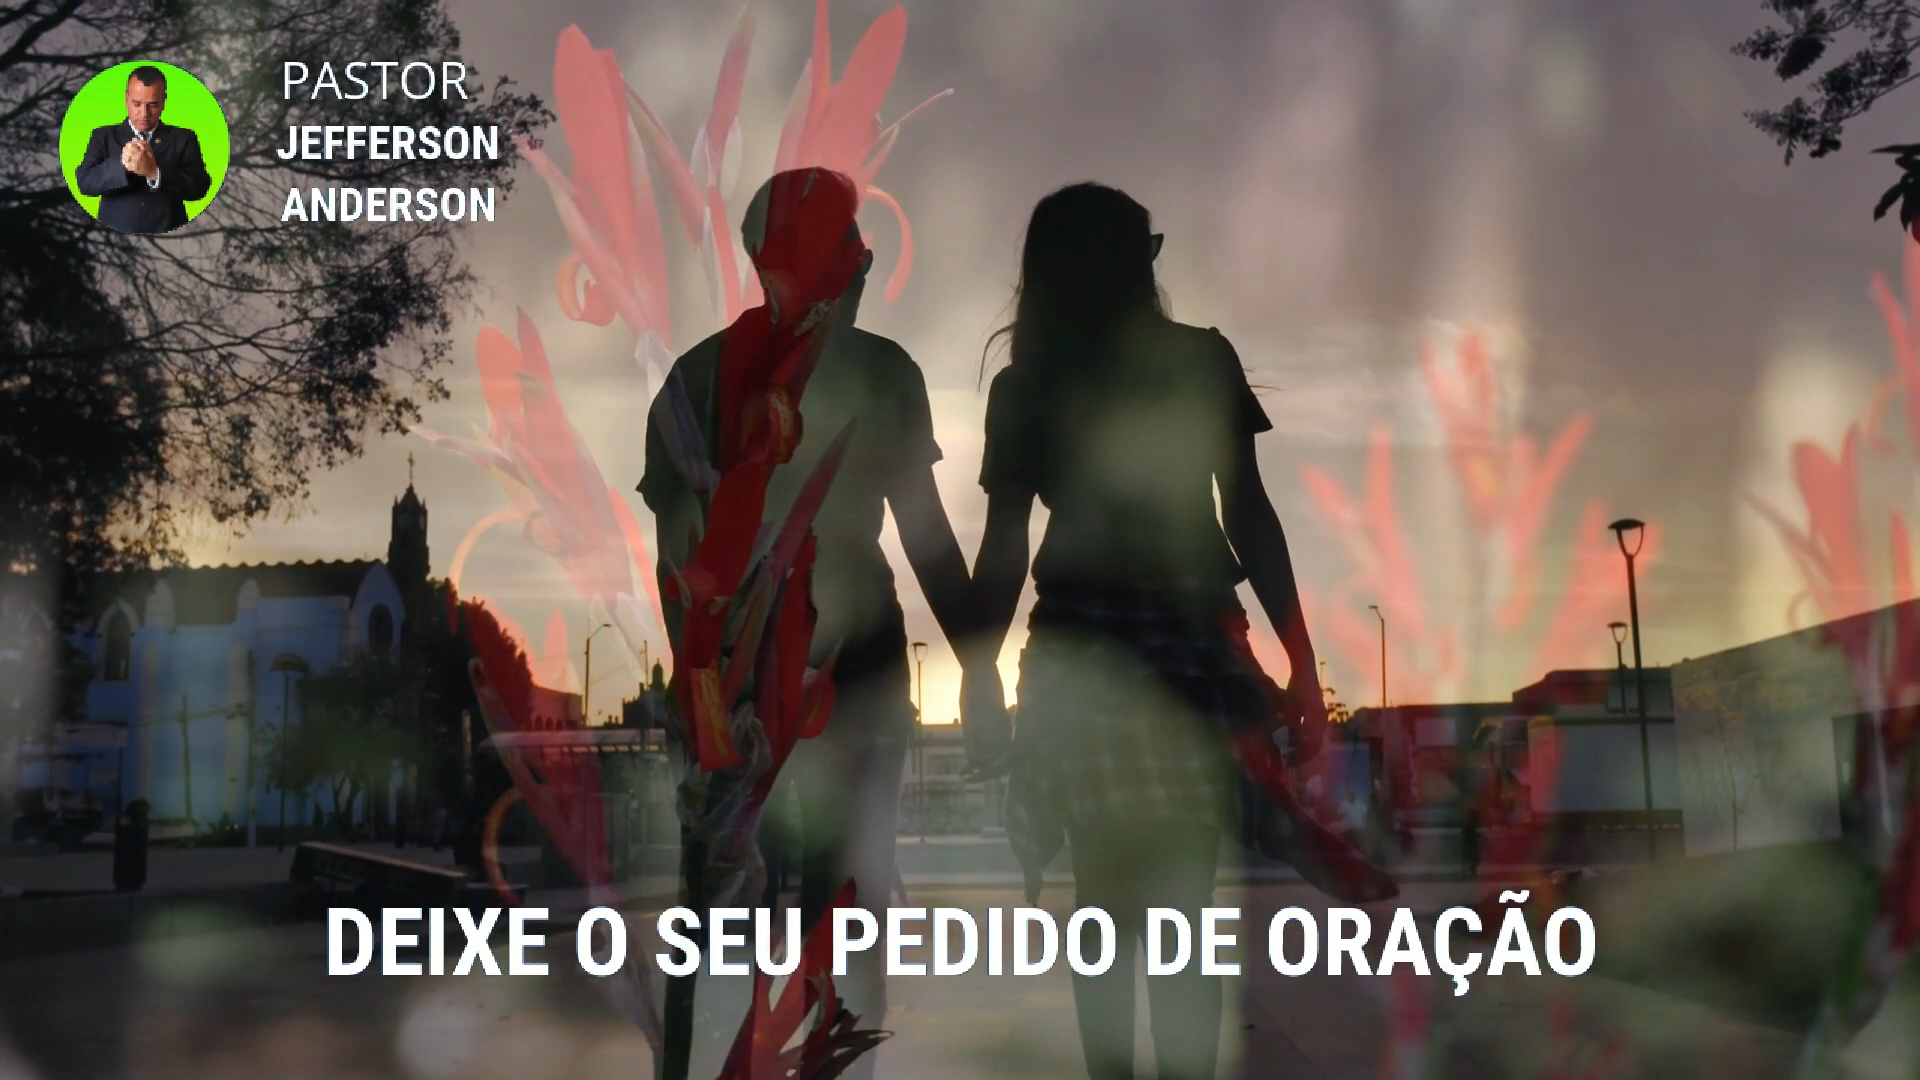 PASTOR
JEFFERSON
ANDERSON
DEIXE O SEU PEDIDO DE ORAÇÃO